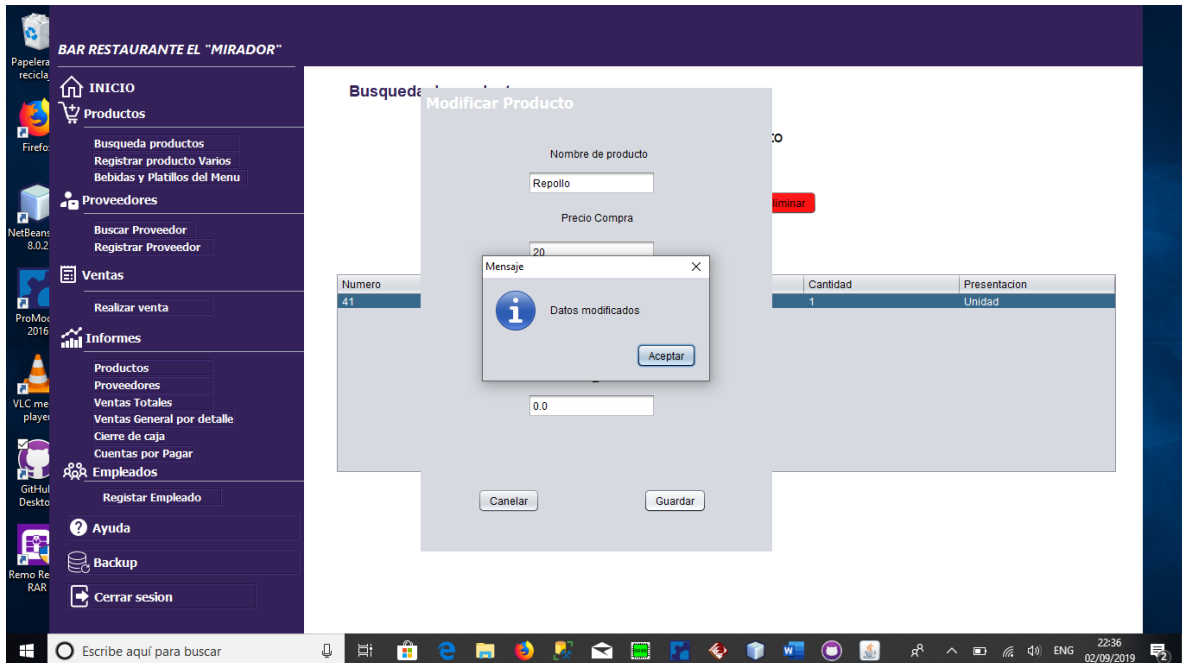 Papelera
recicla
Firefo
NetBeans
8.0.2
ProMod
2016
VLC me
player
GitHul
Deskto
Remo Re
RAR
BAR RESTAURANTE EL "MIRADOR"
INICIO
Productos
Busqueda productos
Registrar producto Varios
Bebidas y Platillos del Menu
Proveedores
Buscar Proveedor
Registrar Proveedor
Ventas
Realizar venta
Informes
Productos
Proveedores
Ventas Totales
Ventas General por detalle
Cierre de caja
Cuentas por Pagar
Empleados
Registar Empleado
Ayuda
Backup
Cerrar sesion
Busqueda
Modificar Producto
Nombre de producto
Repollo
Precio Compra
20
Mensaje
Datos modificados
Aceptar
0.0
Canelar
Guardar
to
liminar
Numero
Cantidad
Presentacion
41
1
Unidad
Escribe aquí para buscar
ENG
22:36
02/09/2019